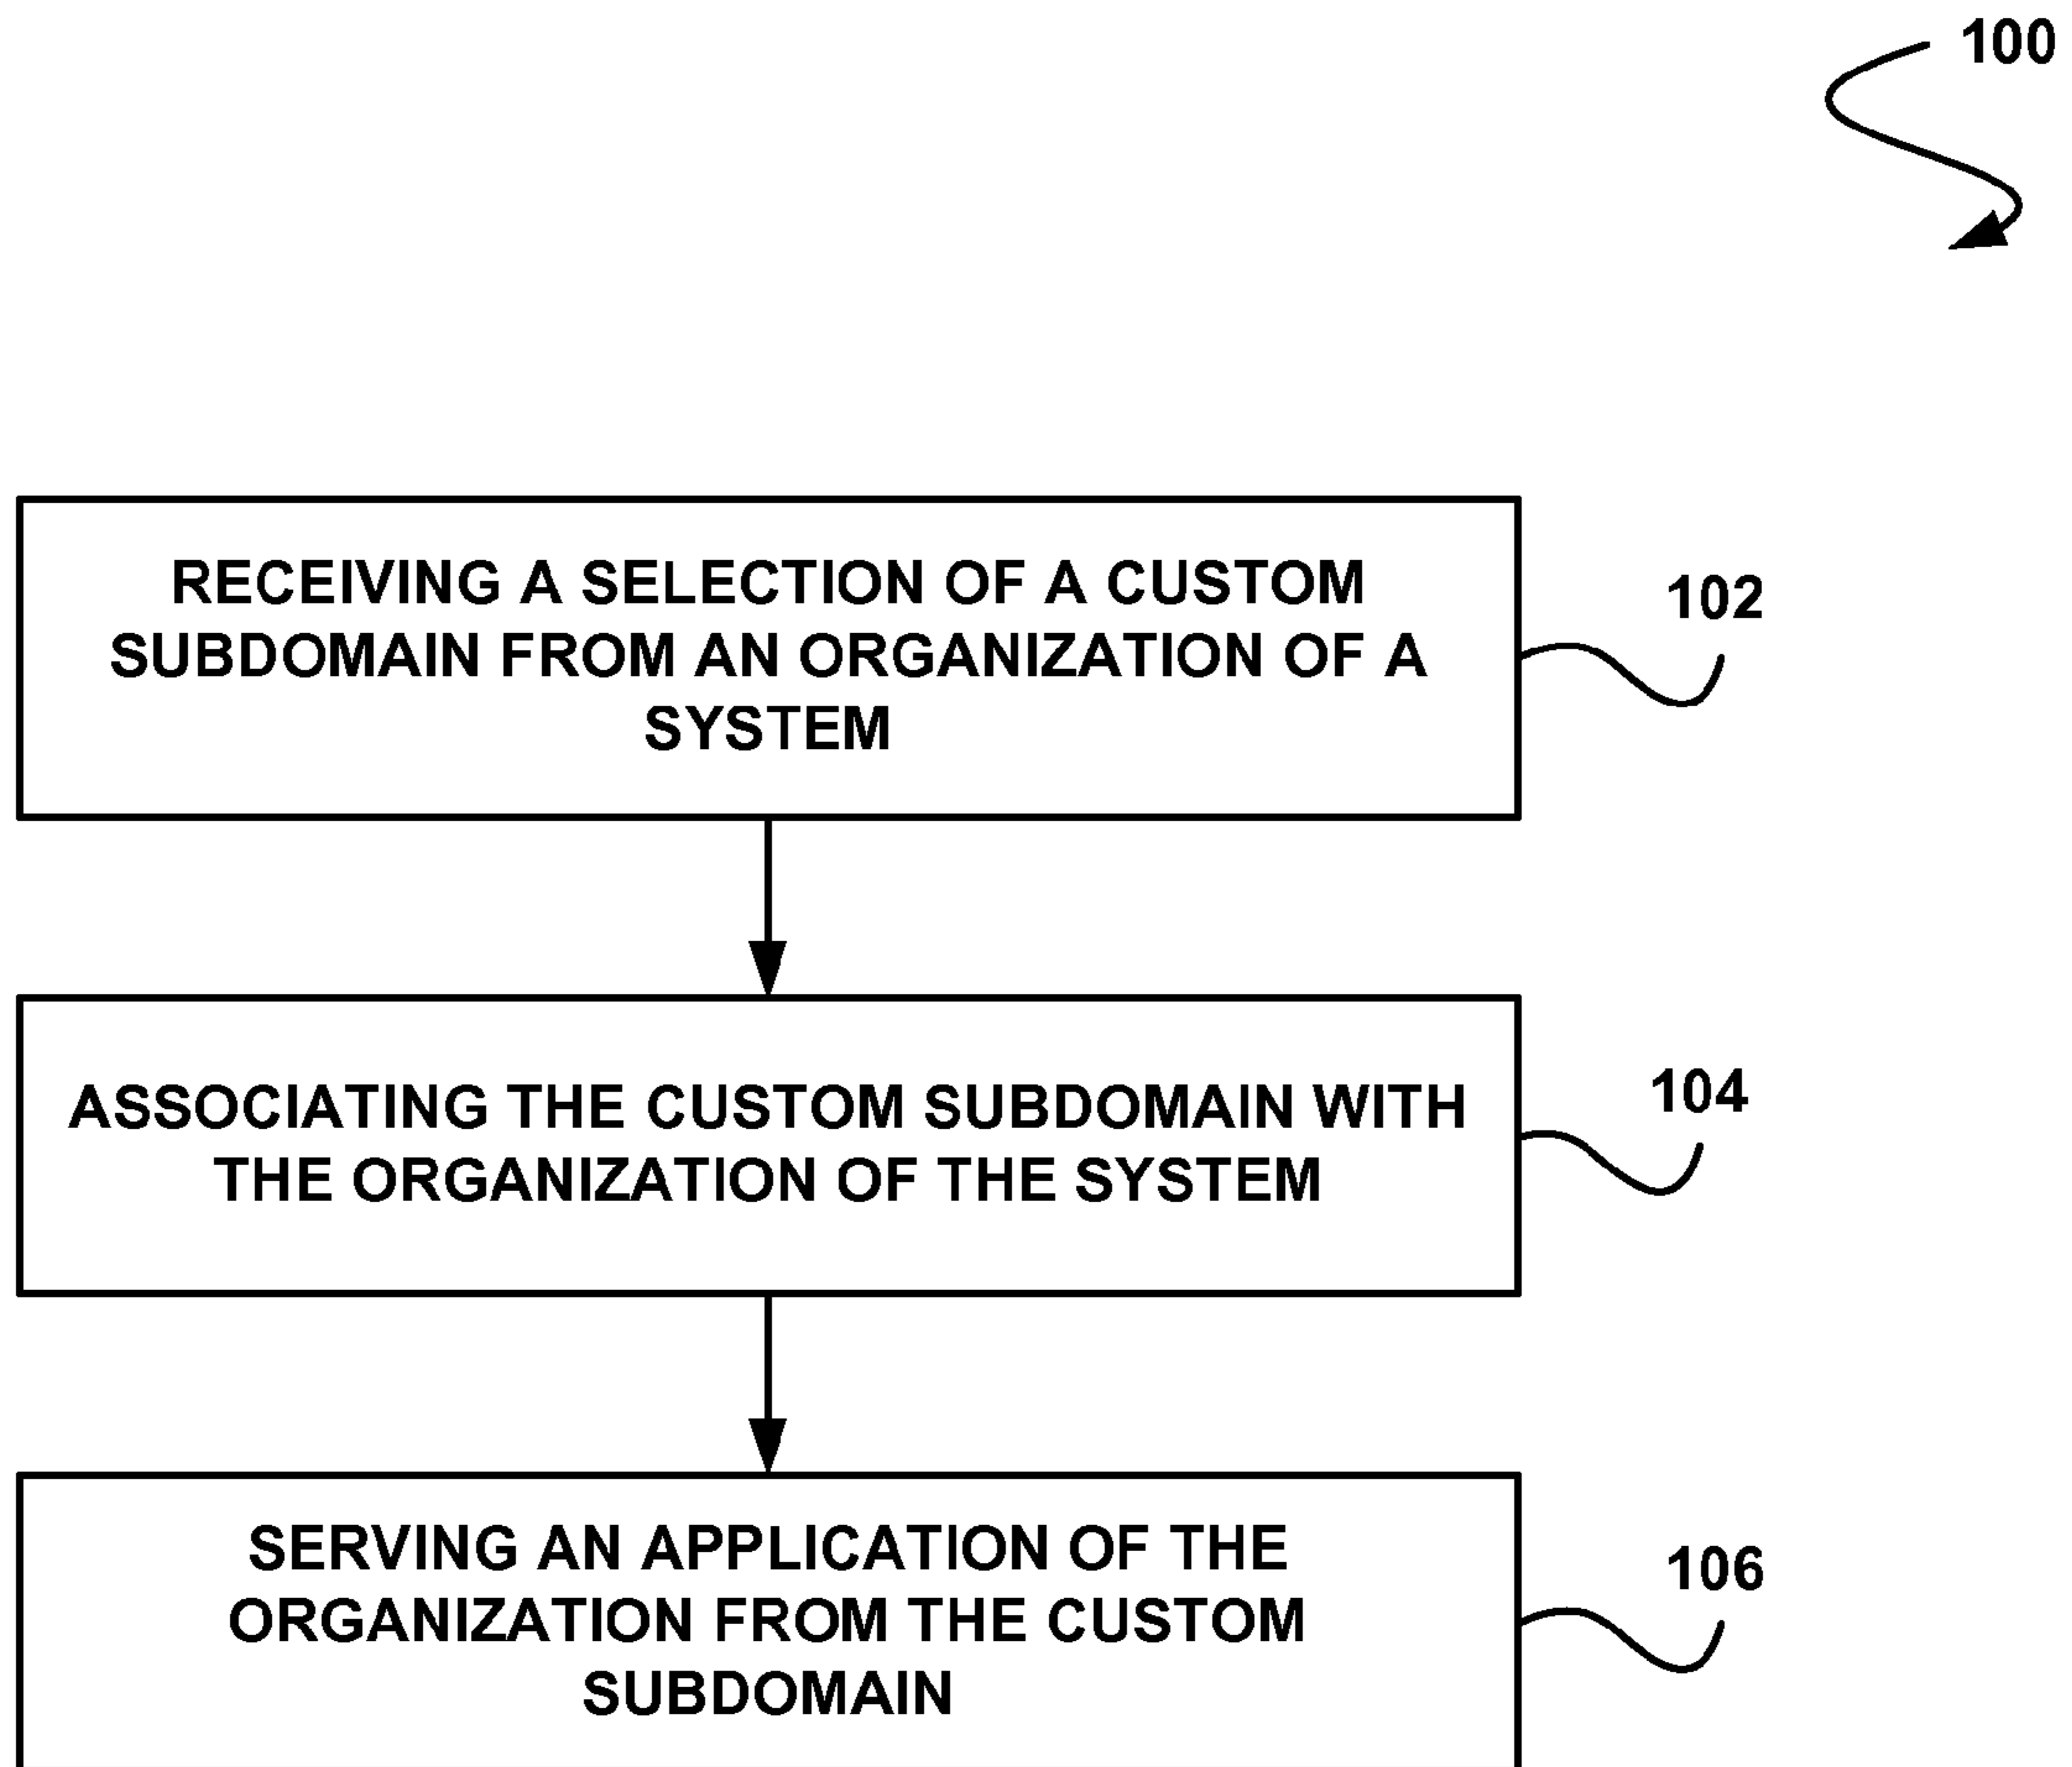 100
RECEIVING A SELECTION OF A CUSTOM
SUBDOMAIN FROM AN ORGANIZATION OF A
SYSTEM
102
ASSOCIATING THE CUSTOM SUBDOMAIN WITH
THE ORGANIZATION OF THE SYSTEM
104
SERVING AN APPLICATION OF THE
ORGANIZATION FROM THE CUSTOM
SUBDOMAIN
106